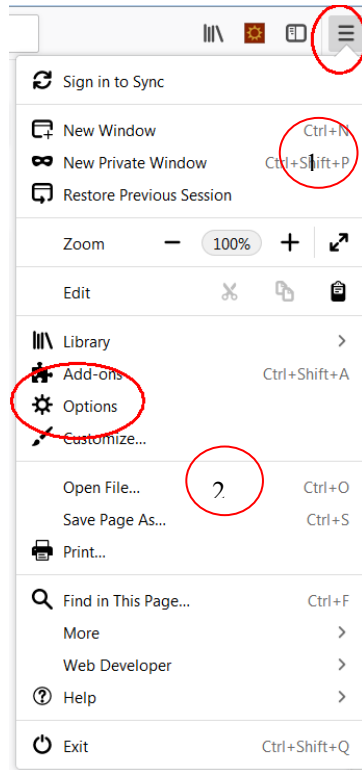 Sign in to Sync
New Window Ctrl+N
New Private Window Ctrl+Shift+P
1
Restore Previous Session
Zoom − 100% +
Edit
Library >
Add-ons Ctrl+Shift+A
Options
Customize...
Open File... Ctrl+O
2
Save Page As... Ctrl+S
Print...
Find in This Page... Ctrl+F
More >
Web Developer >
Help >
Exit Ctrl+Shift+Q